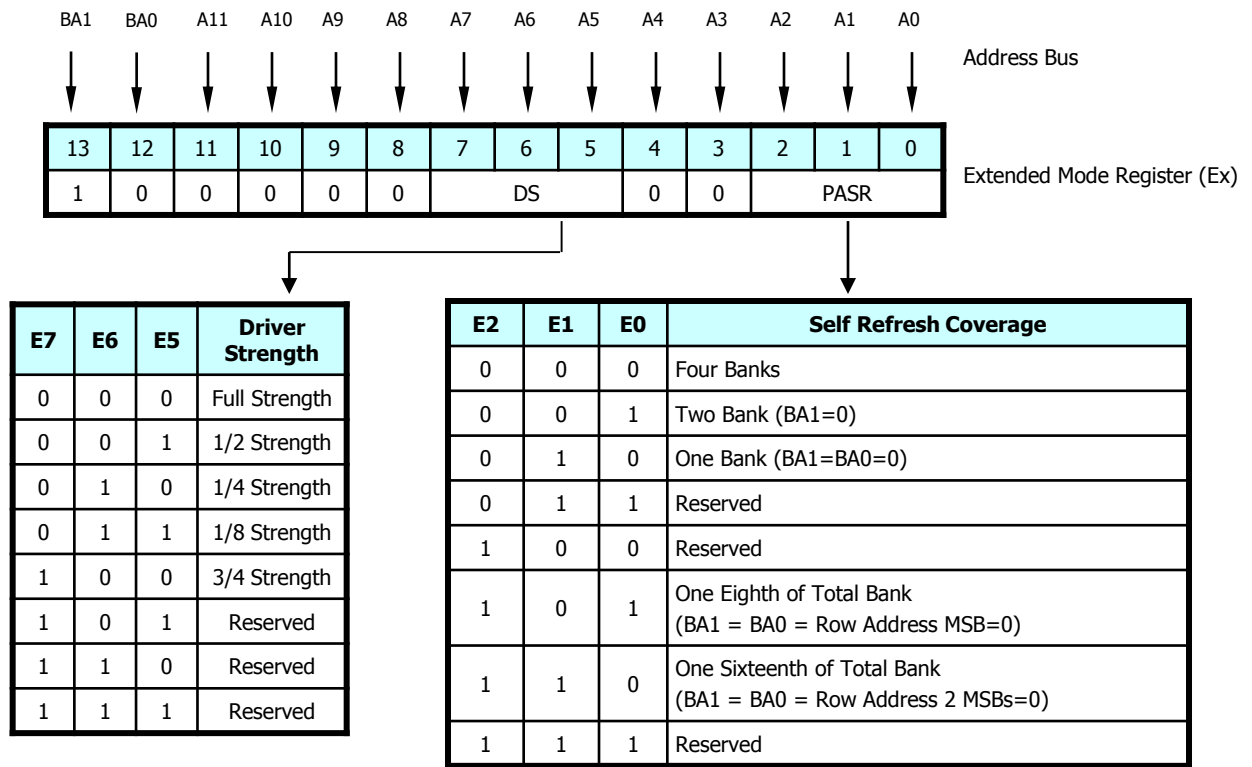 BA1 BA0 A11 A10 A9 A8 A7 A6 A5 A4 A3 A2 A1 A0
Address Bus
13 12 11 10 9 8 7 6 5 4 3 2 1 0
1 0 0 0 0 0 DS 0 0 PASR
Extended Mode Register (Ex)
E7 E6 E5 Driver
Strength
0 0 0 Full Strength
0 0 1 1/2 Strength
0 1 0 1/4 Strength
0 1 1 1/8 Strength
1 0 0 3/4 Strength
1 0 1 Reserved
1 1 0 Reserved
1 1 1 Reserved
E2 E1 E0 Self Refresh Coverage
0 0 0 Four Banks
0 0 1 Two Bank (BA1=0)
0 1 0 One Bank (BA1=BA0=0)
0 1 1 Reserved
1 0 0 Reserved
1 0 1 One Eighth of Total Bank
(BA1 = BA0 = Row Address MSB=0)
1 1 0 One Sixteenth of Total Bank
(BA1 = BA0 = Row Address 2 MSBs=0)
1 1 1 Reserved